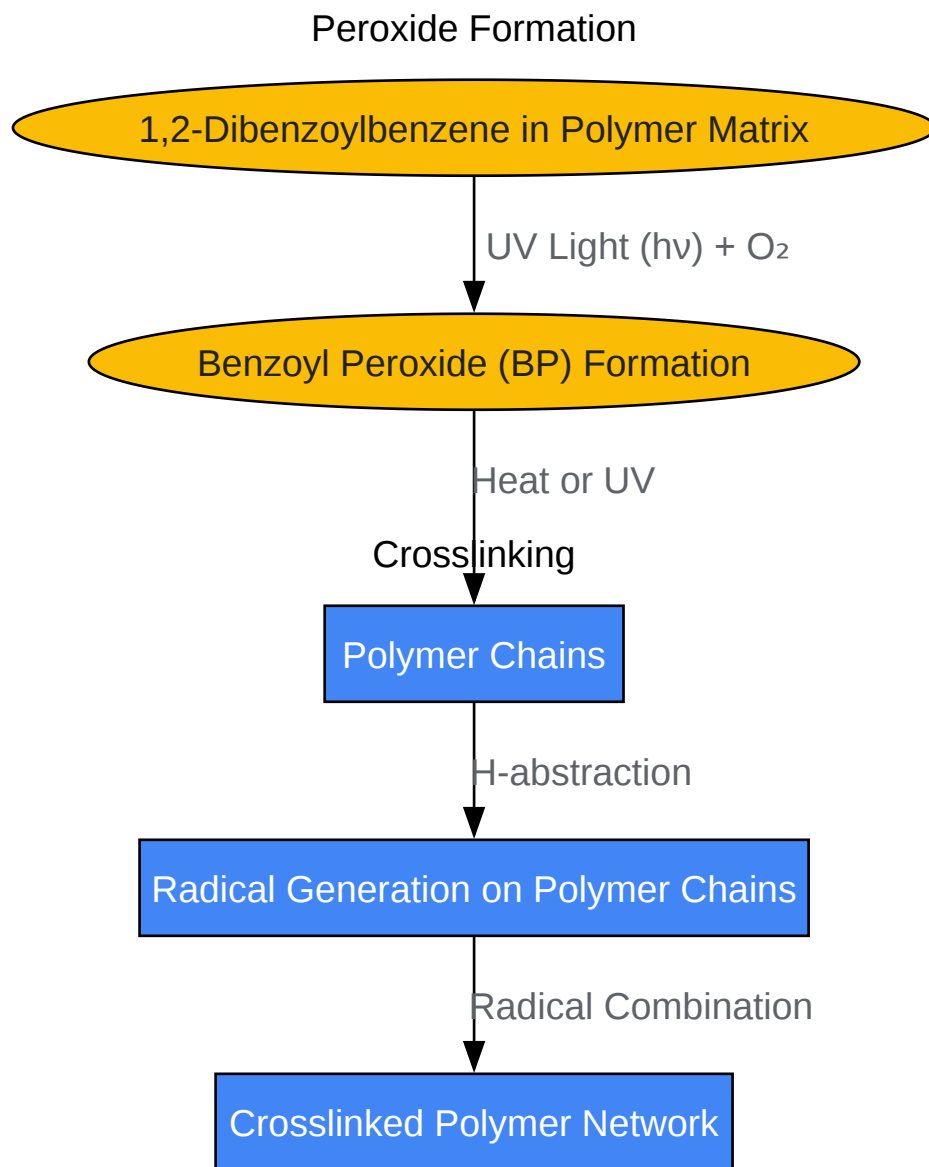 Peroxide Formation
1,2-Dibenzoylbenzene in Polymer Matrix
UV Light (hν) + O₂
Benzoyl Peroxide (BP) Formation
Heat or UV
Crosslinking
Polymer Chains
H-abstraction
Radical Generation on Polymer Chains
Radical Combination
Crosslinked Polymer Network